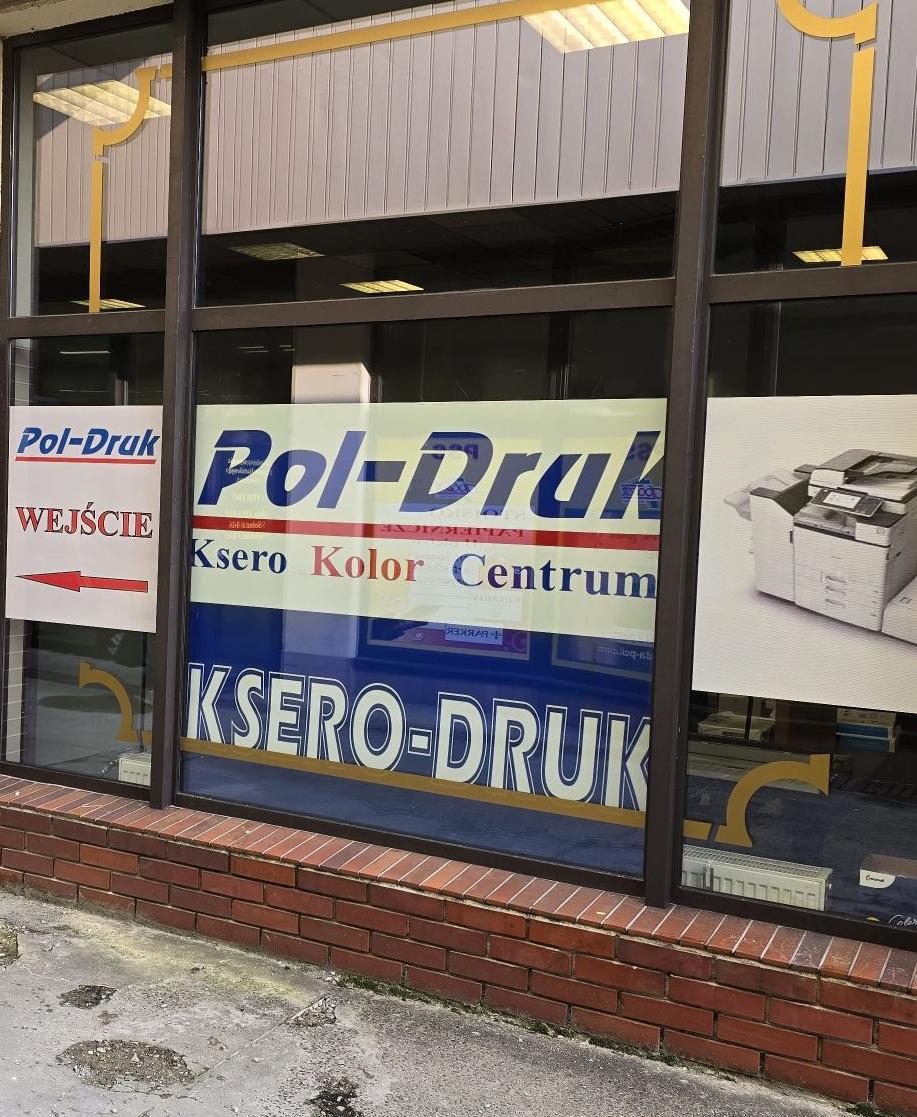 Pol-Druk
WEJŚCIE
Pol-Druk
Ksero Kolor Centrum
KSERO-DRUK
PARKER